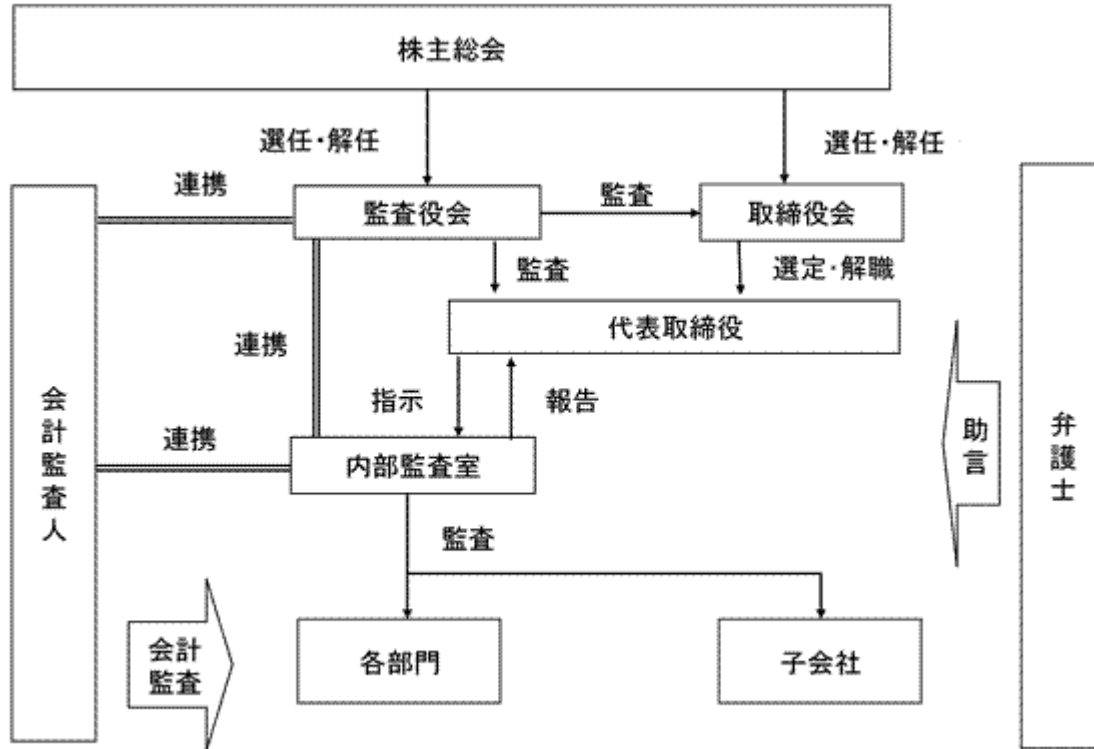 株主総会
選任・解任
選任・解任
連携
監査役会
監査
取締役会
監査
選定・解職
代表取締役
連携
指示
報告
会計監査人
連携
内部監査室
助言
弁護士
監査
会計
監査
各部門
子会社